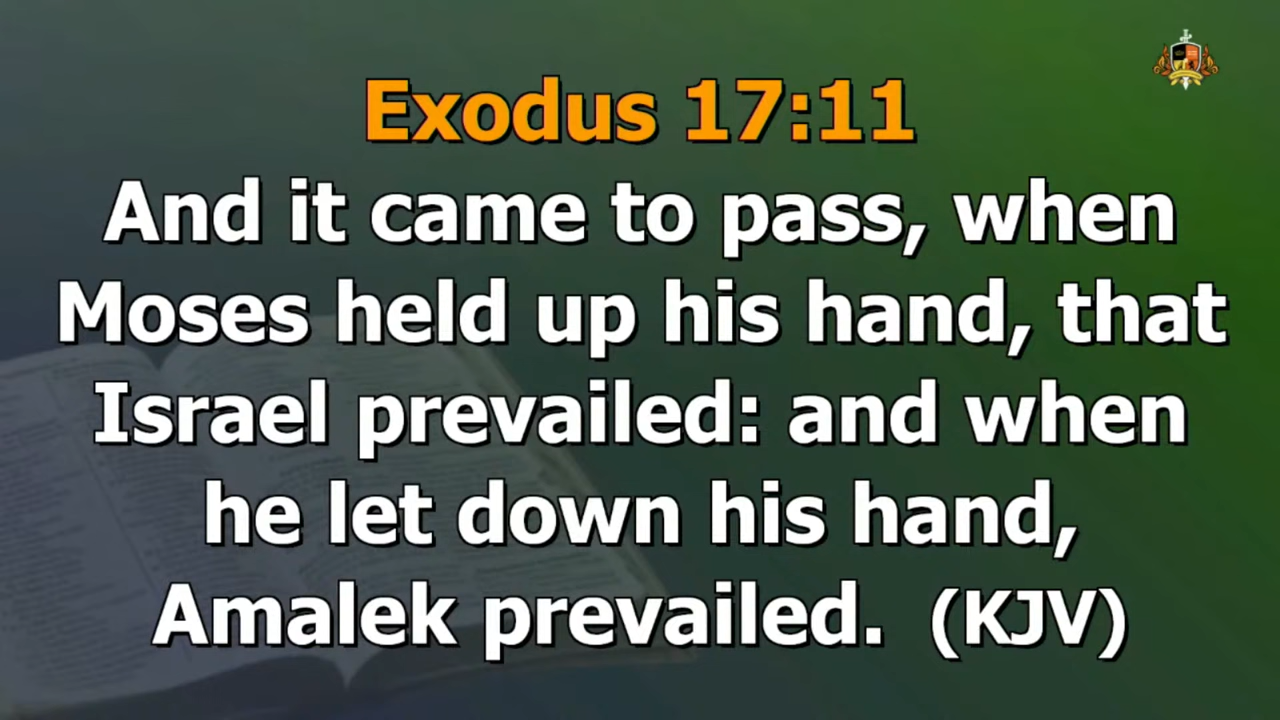 Exodus 17:11
And it came to pass, when
Moses held up his hand, that
Israel prevailed: and when
he let down his hand,
Amalek prevailed.  (KJV)